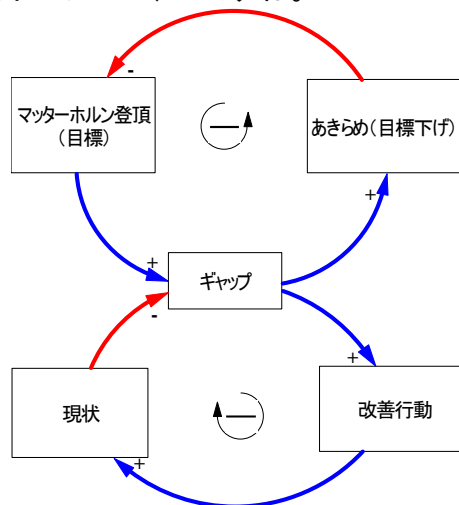 -
マッターホルン登頂
(目標)
あきらめ(目標下げ)
+
+
ギャップ
-
+
現状
改善行動
+